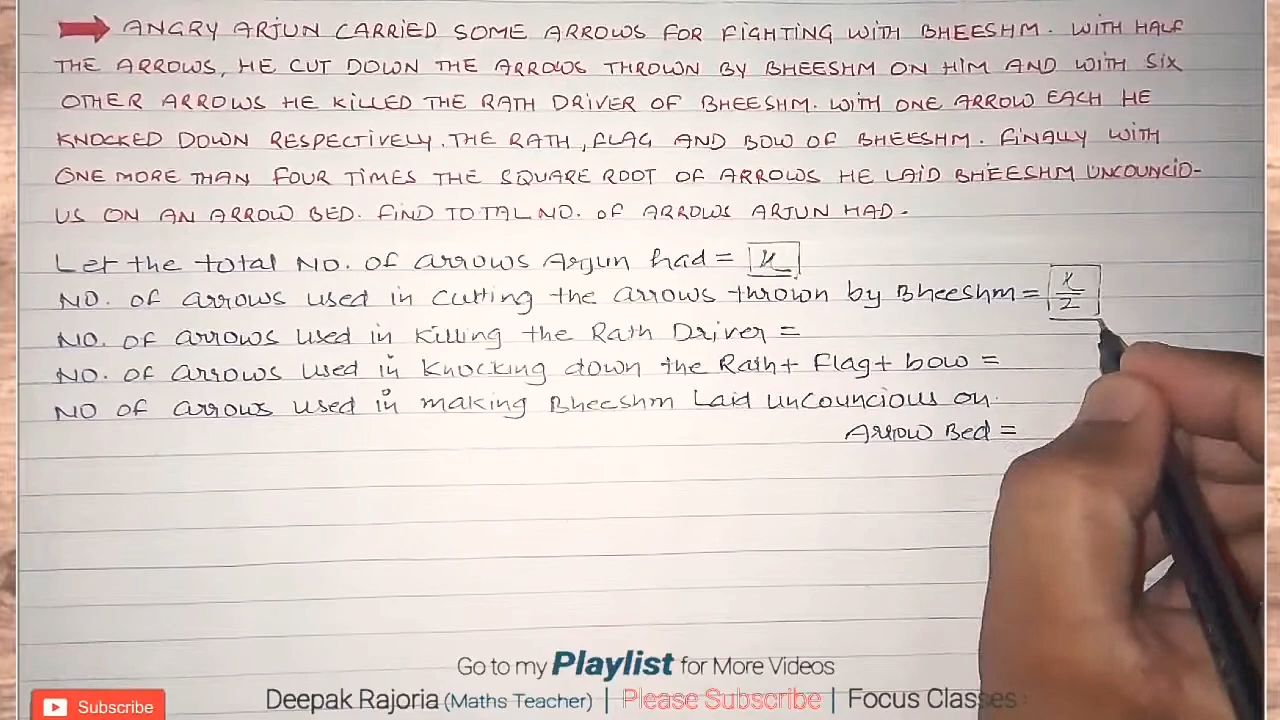 ANGRY ARJUN CARRIED SOME ARROWS FOR FIGHTING WITH BHEESHM. WITH HALF
THE ARROWS, HE CUT DOWN THE ARROWS THROWN BY BHEESHM ON HIM AND WITH SIX
OTHER ARROWS HE KILLED THE RATH DRIVER OF BHEESHM. WITH ONE ARROW EACH HE
KNOCKED DOWN RESPECTIVELY. THE RATH, FLAG AND BOW OF BHEESHM. FINALLY WITH
ONE MORE THAN FOUR TIMES THE SQUARE ROOT OF ARROWS HE LAID BHEESHM UNCOUNCIO-
US ON AN ARROW BED. FIND TOTAL NO. OF ARROWS ARJUN HAD.
Let the total NO. of arrows Arjun had = x
NO. of arrows used in cutting the arrows thrown by Bheeshm = x/2
NO. of arrows used in killing the Rath Driver =
NO. of arrows used in knocking down the Rath + Flag + bow =
NO of arrows used in making Bheeshm Laid uncouncious on
Arrow Bed =
Go to my Playlist for More Videos
Deepak Rajoria (Maths Teacher) | Please Subscribe | Focus Classes
Subscribe